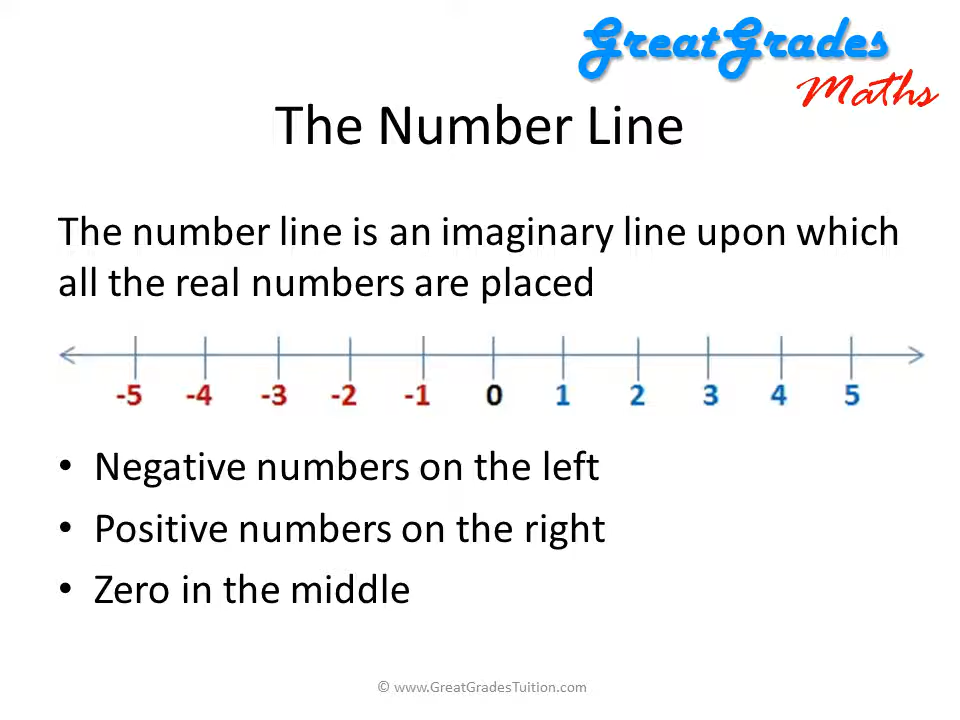 GreatGrades
Maths
The Number Line
The number line is an imaginary line upon which
all the real numbers are placed
-5 -4 -3 -2 -1 0 1 2 3 4 5
• Negative numbers on the left
• Positive numbers on the right
• Zero in the middle
© www.GreatGradesTuition.com